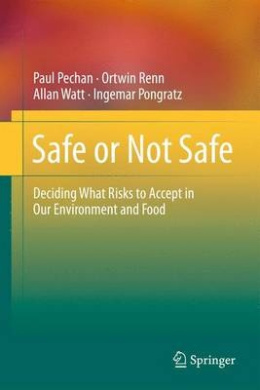 Paul Pechan · Ortwin Renn
Allan Watt · Ingemar Pongratz
Safe or Not Safe
Deciding What Risks to Accept in
Our Environment and Food
Springer